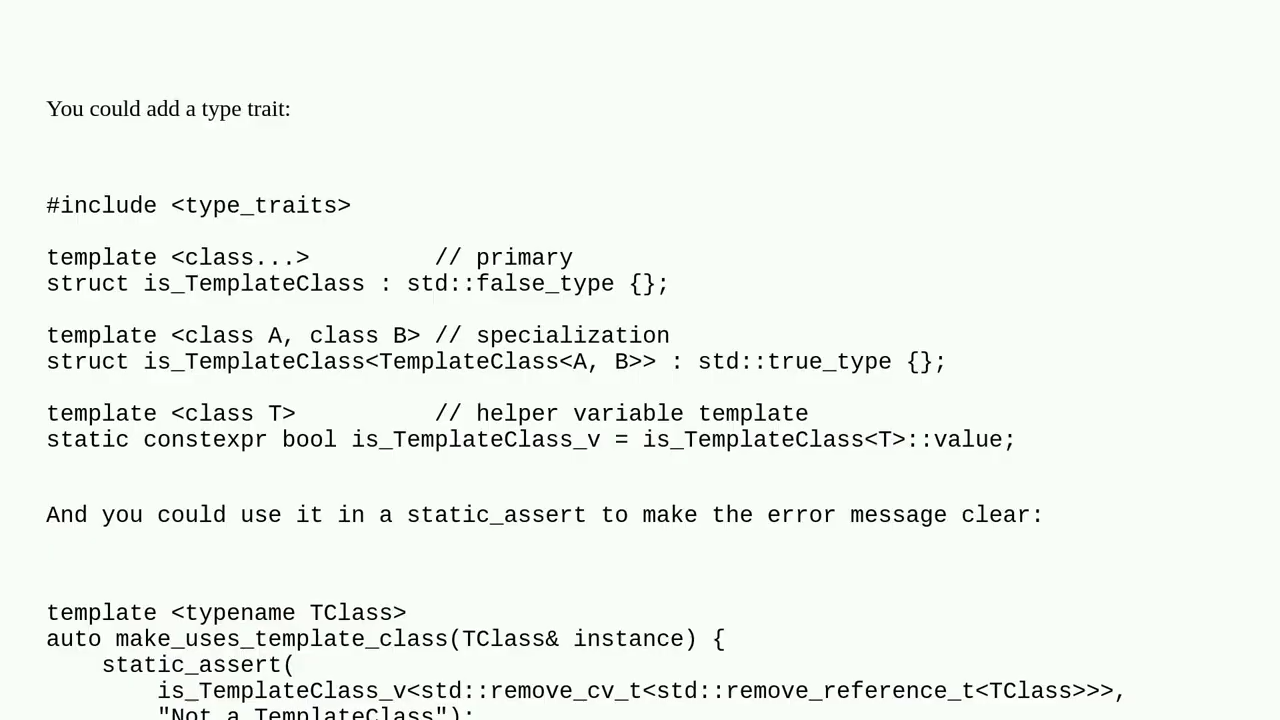 You could add a type trait:
#include <type_traits>
template <class...>         // primary
struct is_TemplateClass : std::false_type {};
template <class A, class B> // specialization
struct is_TemplateClass<TemplateClass<A, B>> : std::true_type {};
template <class T>          // helper variable template
static constexpr bool is_TemplateClass_v = is_TemplateClass<T>::value;
And you could use it in a static_assert to make the error message clear:
template <typename TClass>
auto make_uses_template_class(TClass& instance) {
    static_assert(
        is_TemplateClass_v<std::remove_cv_t<std::remove_reference_t<TClass>>>,
        "Not a TemplateClass");